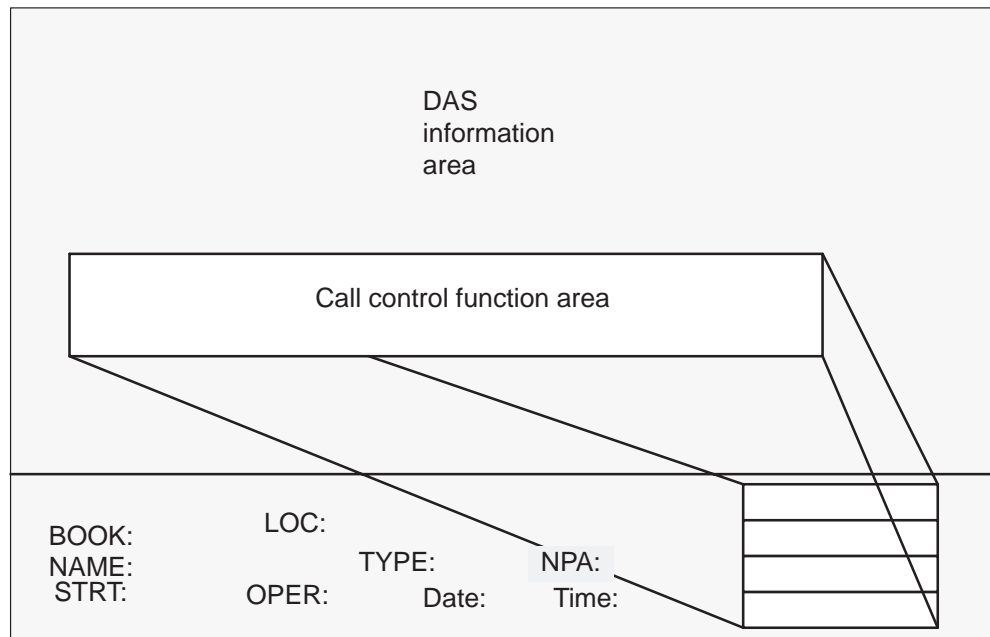 DAS
information
area
Call control function area
BOOK:
LOC:
NAME:
TYPE:
NPA:
STRT:
OPER:
Date:
Time: